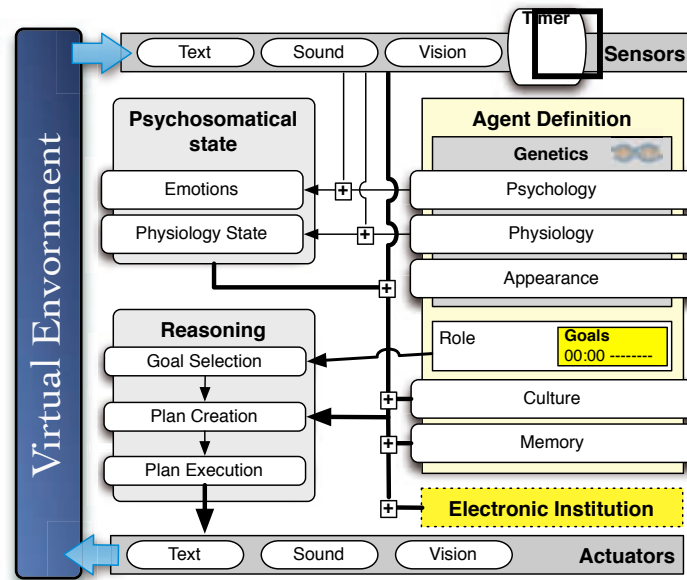 Virtual Envornment
Timer
Text
Sound
Vision
Sensors
Psychosomatical
state
Emotions
Physiology State
Agent Definition
Genetics
Psychology
Physiology
Appearance
Role
Goals
00:00 --------
Culture
Memory
Reasoning
Goal Selection
Plan Creation
Plan Execution
Electronic Institution
Text
Sound
Vision
Actuators
+
+
+
+
+
+